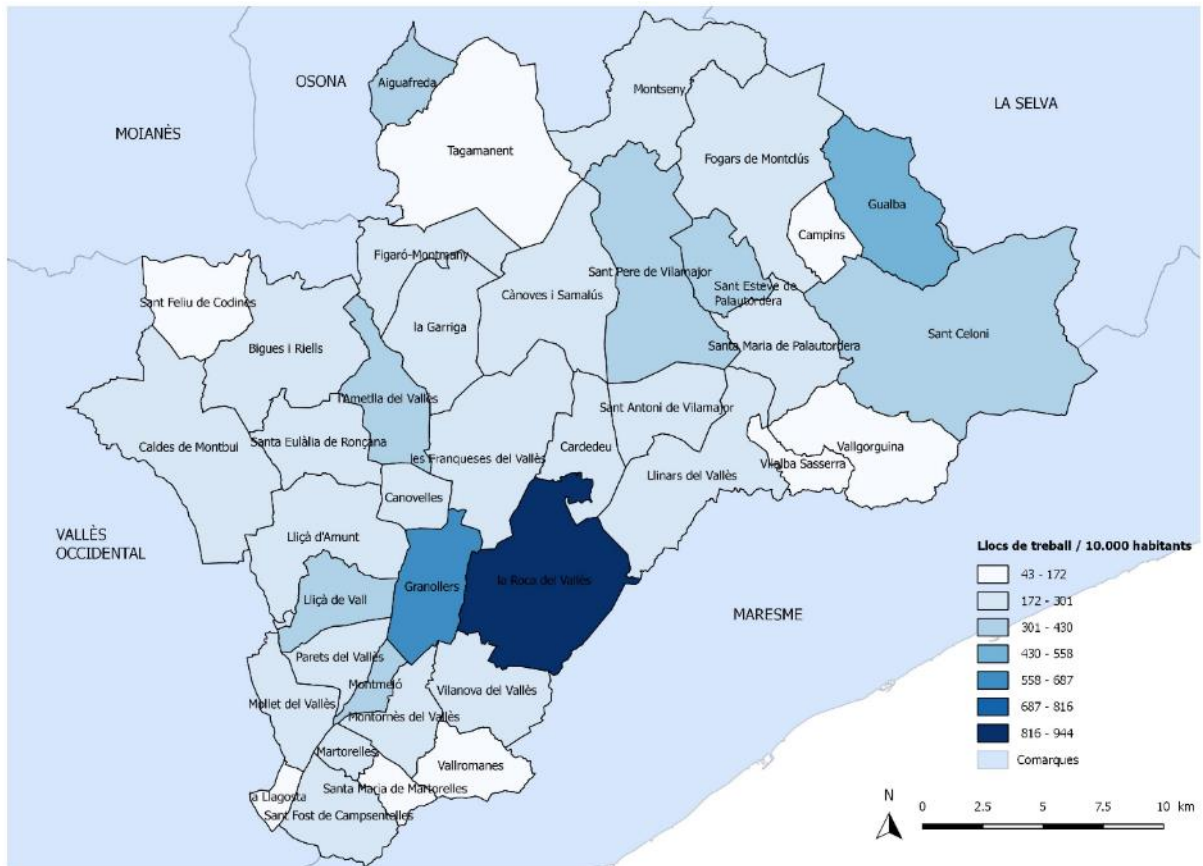 OSONA
Aiguafreda
MOIANÈS
Tagamanent
Montseny
LA SELVA
Fogars de Montclús
Gualba
Campins
Figaró-Montmany
Sant Feliu de Codines
Cànoves i Samalús
Sant Pere de Vilamajor
Sant Esteve de
Palautordera
la Garriga
Bigues i Riells
Santa Maria de Palautordera
Sant Celoni
l'Ametlla del Vallès
Sant Antoni de Vilamajor
Caldes de Montbui
Santa Eulàlia de Ronçana
les Franqueses del Vallès
Cardedeu
Vallgorguina
Vilalba Sasserra
Llinars del Vallès
Canovelles
VALLÈS
OCCIDENTAL
Lliçà d'Amunt
Granollers
la Roca del Vallès
Lliçà de Vall
MARESME
Parets del Vallès
Montmeló
Vilanova del Vallès
Mollet del Vallès
Montornès del Vallès
Martorelles
Vallromanes
Santa Maria de Martorelles
la Llagosta
Sant Fost de Campsentelles
Llocs de treball / 10.000 habitants
43 - 172
172 - 301
301 - 430
430 - 558
558 - 687
687 - 816
816 - 944
Comarques
N
0 2.5 5 7.5 10 km